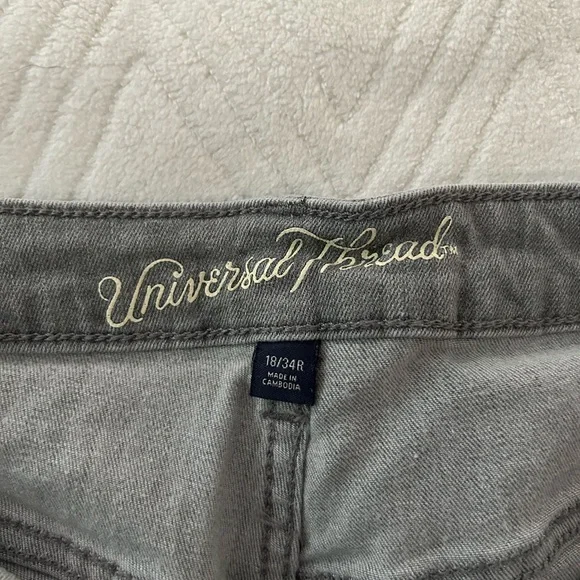 Universal Thread™
18/34R
MADE IN
CAMBODIA